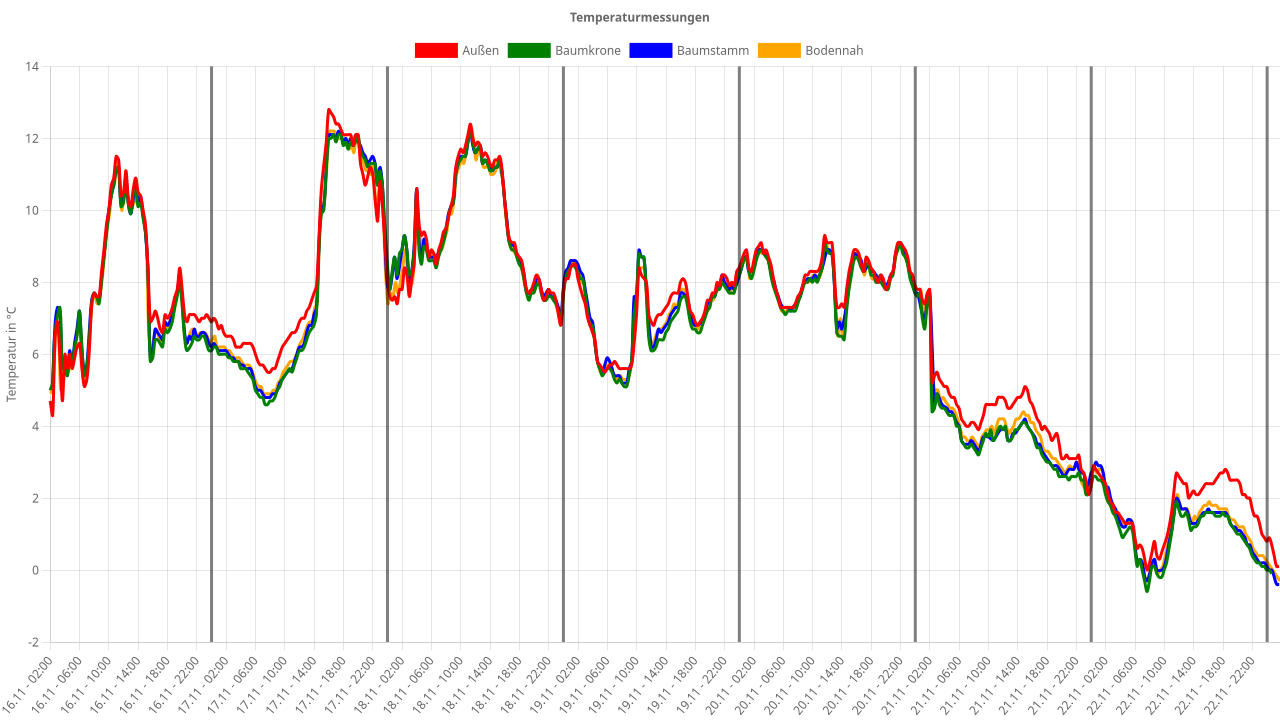 Temperaturmessungen
Außen Baumkrone Baumstamm Bodennah
Temperatur in °C
14
12
10
8
6
4
2
0
-2
16.11 - 02:00
16.11 - 06:00
16.11 - 10:00
16.11 - 14:00
16.11 - 18:00
16.11 - 22:00
17.11 - 02:00
17.11 - 06:00
17.11 - 10:00
17.11 - 14:00
17.11 - 18:00
17.11 - 22:00
18.11 - 02:00
18.11 - 06:00
18.11 - 10:00
18.11 - 14:00
18.11 - 18:00
18.11 - 22:00
19.11 - 02:00
19.11 - 06:00
19.11 - 10:00
19.11 - 14:00
19.11 - 18:00
19.11 - 22:00
20.11 - 02:00
20.11 - 06:00
20.11 - 10:00
20.11 - 14:00
20.11 - 18:00
20.11 - 22:00
21.11 - 02:00
21.11 - 06:00
21.11 - 10:00
21.11 - 14:00
21.11 - 18:00
21.11 - 22:00
22.11 - 02:00
22.11 - 06:00
22.11 - 10:00
22.11 - 14:00
22.11 - 18:00
22.11 - 22:00